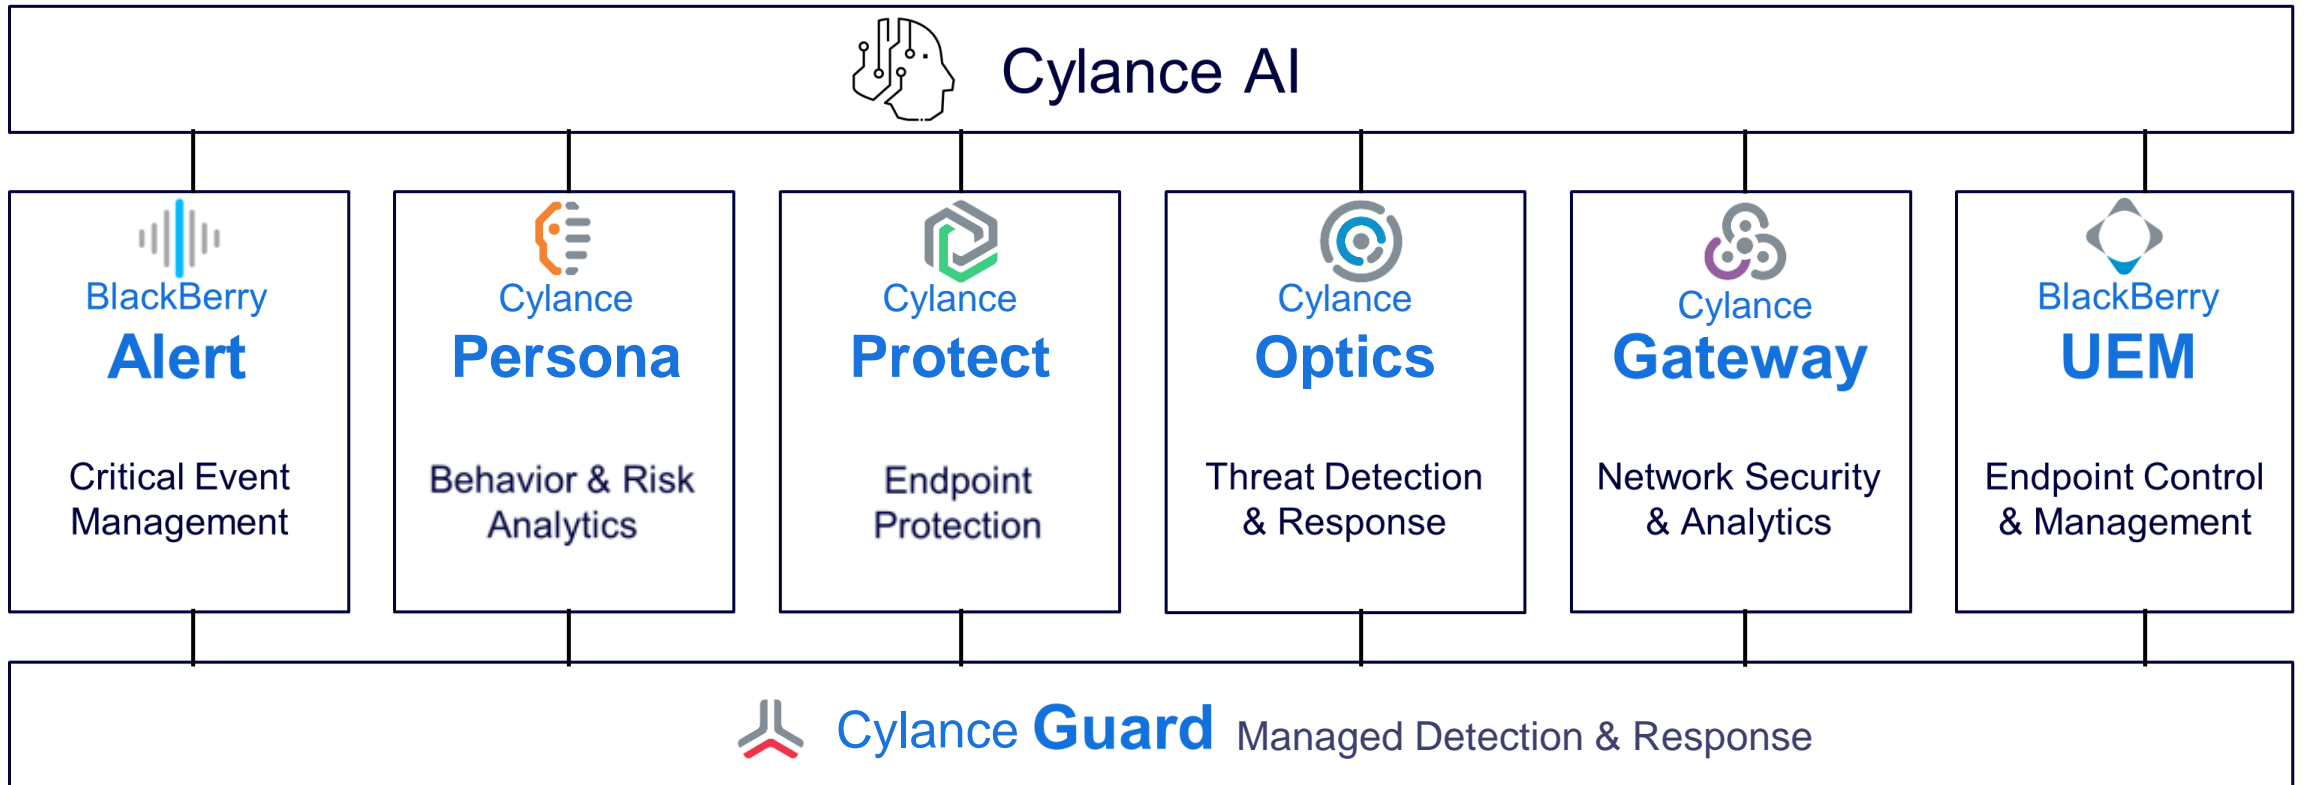 Cylance AI
BlackBerry
Alert
Critical Event
Management
Cylance
Persona
Behavior & Risk
Analytics
Cylance
Protect
Endpoint
Protection
Cylance
Optics
Threat Detection
& Response
Cylance
Gateway
Network Security
& Analytics
BlackBerry
UEM
Endpoint Control
& Management
Cylance Guard Managed Detection & Response